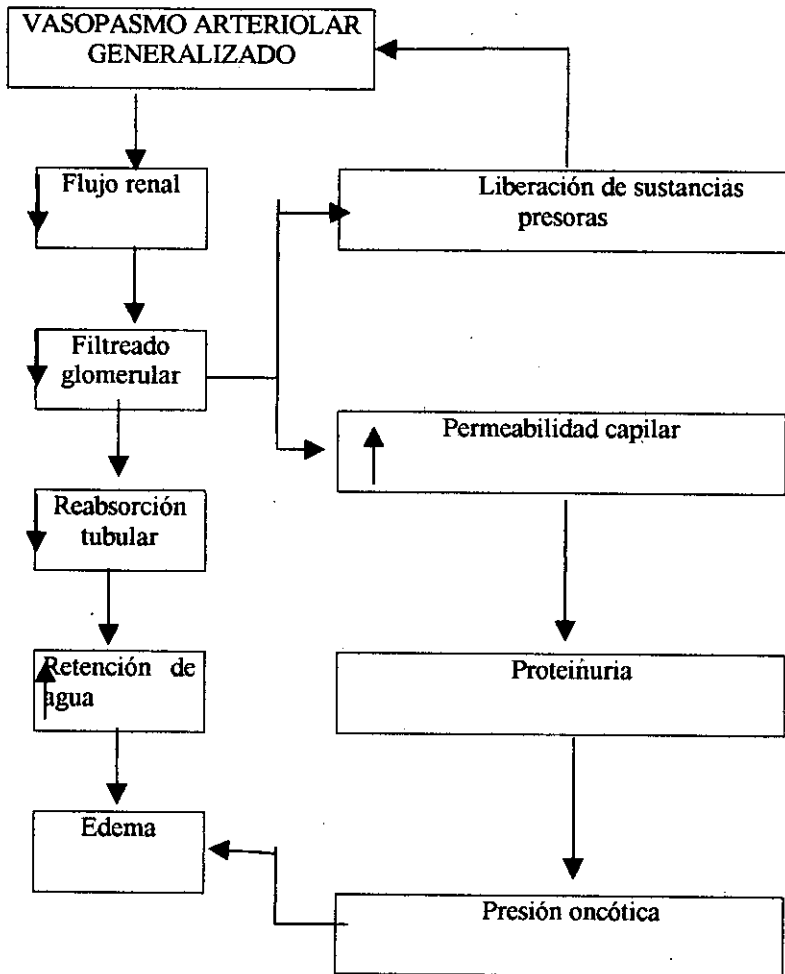 VASOPASMO ARTERIOLAR
GENERALIZADO
Flujo renal
Liberación de sustancias
presoras
Filtreado
glomerular
Permeabilidad capilar
Reabsorción
tubular
Retención de
agua
Proteinuria
Edema
Presión oncótica